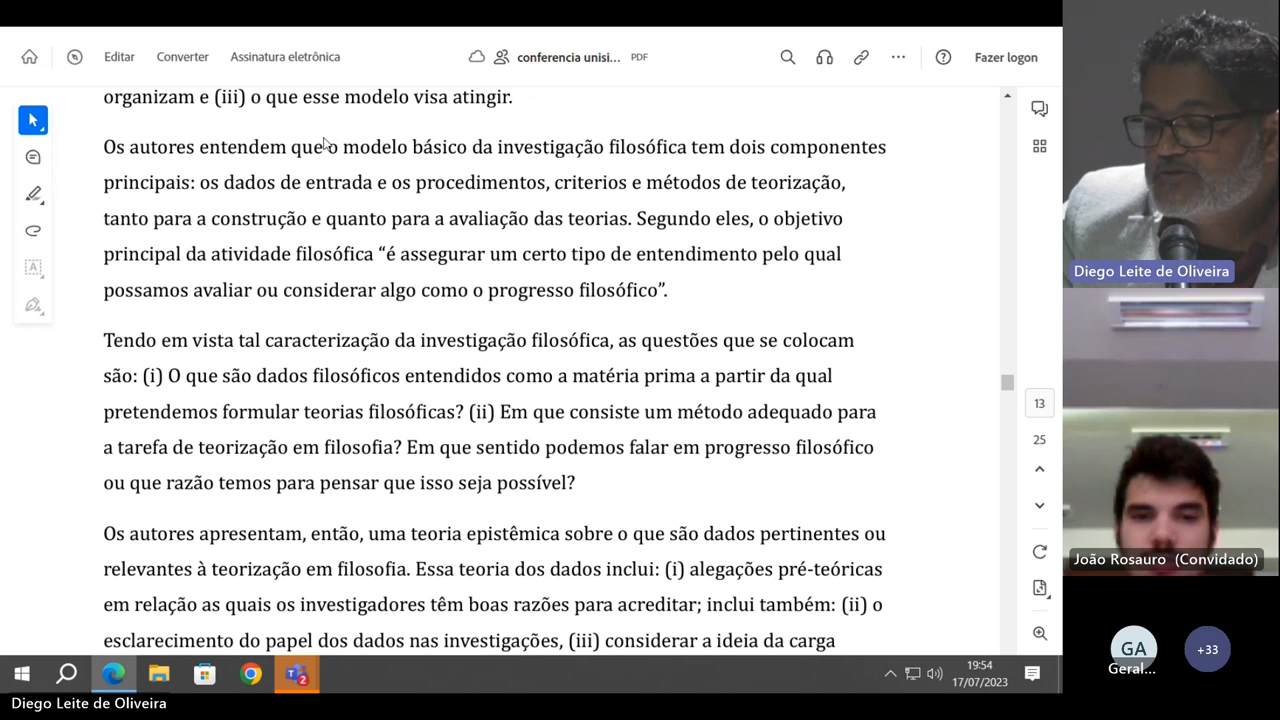 Editar
Converter
Assinatura eletrônica
conferencia unisi...
PDF
Fazer logon
organizam e (iii) o que esse modelo visa atingir.
Os autores entendem que o modelo básico da investigação filosófica tem dois componentes
principais: os dados de entrada e os procedimentos, criterios e métodos de teorização,
tanto para a construção e quanto para a avaliação das teorias. Segundo eles, o objetivo
principal da atividade filosófica “é assegurar um certo tipo de entendimento pelo qual
possamos avaliar ou considerar algo como o progresso filosófico”.
Tendo em vista tal caracterização da investigação filosófica, as questões que se colocam
são: (i) O que são dados filosóficos entendidos como a matéria prima a partir da qual
pretendemos formular teorias filosóficas? (ii) Em que consiste um método adequado para
a tarefa de teorização em filosofia? Em que sentido podemos falar em progresso filosófico
ou que razão temos para pensar que isso seja possível?
Os autores apresentam, então, uma teoria epistêmica sobre o que são dados pertinentes ou
relevantes à teorização em filosofia. Essa teoria dos dados inclui: (i) alegações pré-teóricas
em relação as quais os investigadores têm boas razões para acreditar; inclui também: (ii) o
esclarecimento do papel dos dados nas investigações, (iii) considerar a ideia da carga
13
25
2
19:54
17/07/2023
Diego Leite de Oliveira
João Rosauro (Convidado)
GA
Geral...
+33
Diego Leite de Oliveira